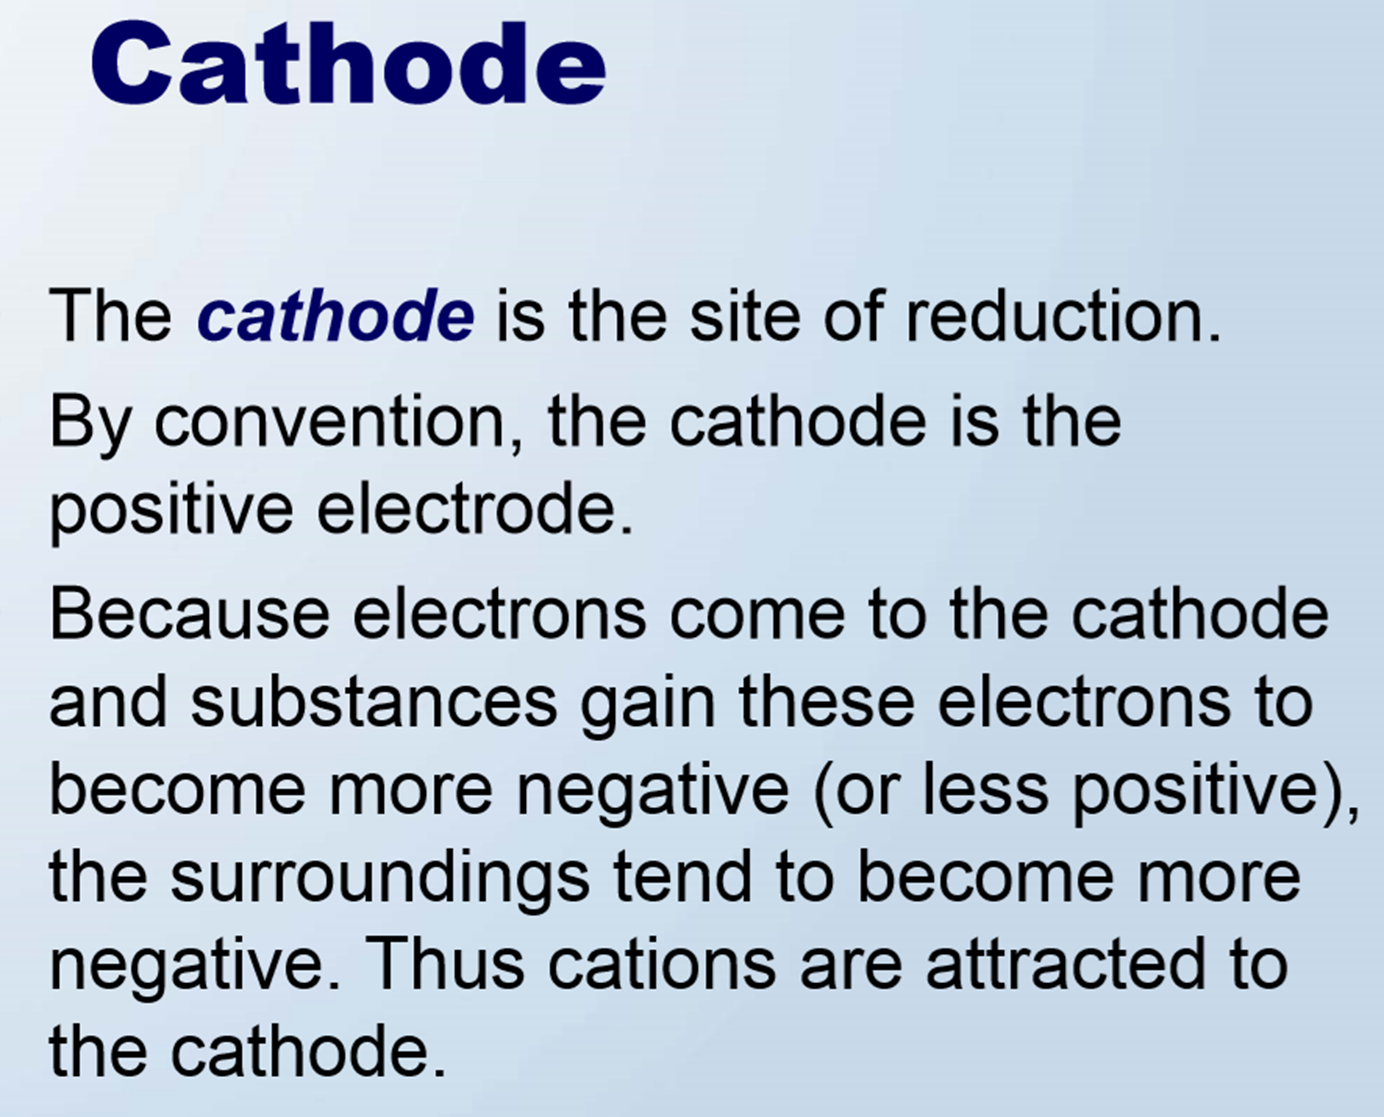 Cathode
The cathode is the site of reduction.
By convention, the cathode is the
positive electrode.
Because electrons come to the cathode
and substances gain these electrons to
become more negative (or less positive),
the surroundings tend to become more
negative. Thus cations are attracted to
the cathode.